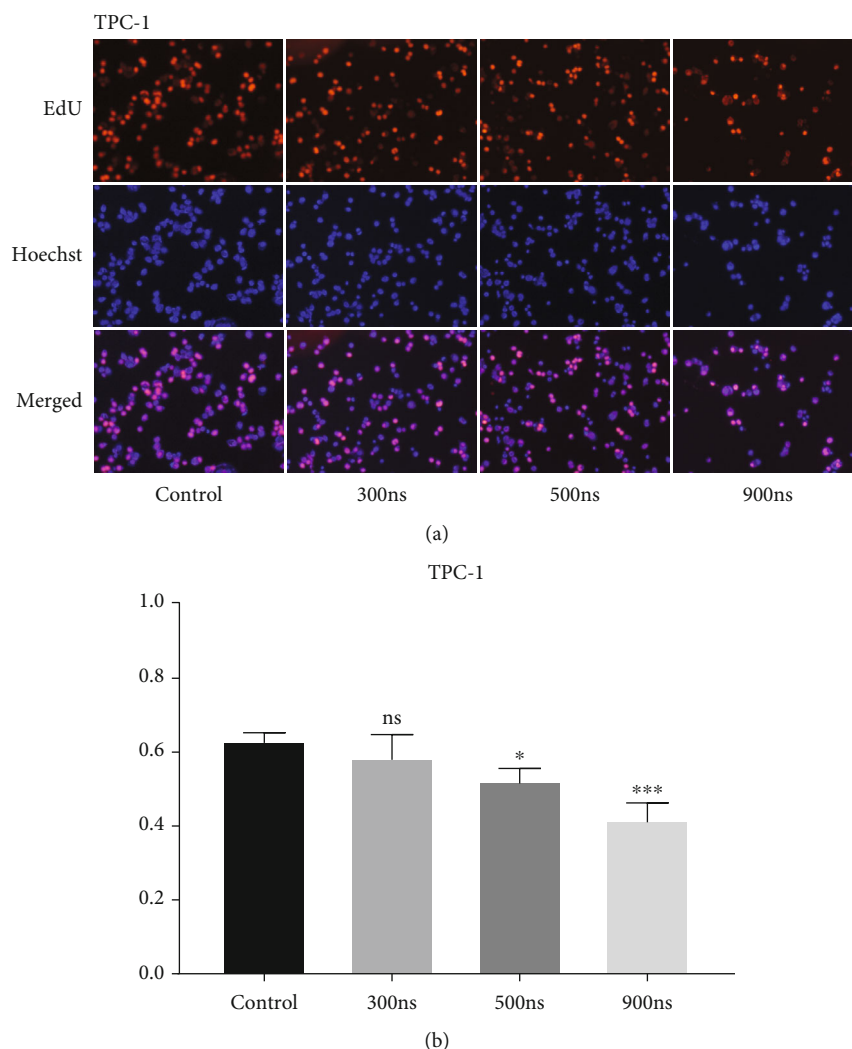 TPC-1
EdU
Hoechst
Merged
Control 300ns 500ns 900ns
(a)
TPC-1
1.0
0.8
0.6
0.4
0.2
0.0
ns
*
***
Control 300ns 500ns 900ns
(b)